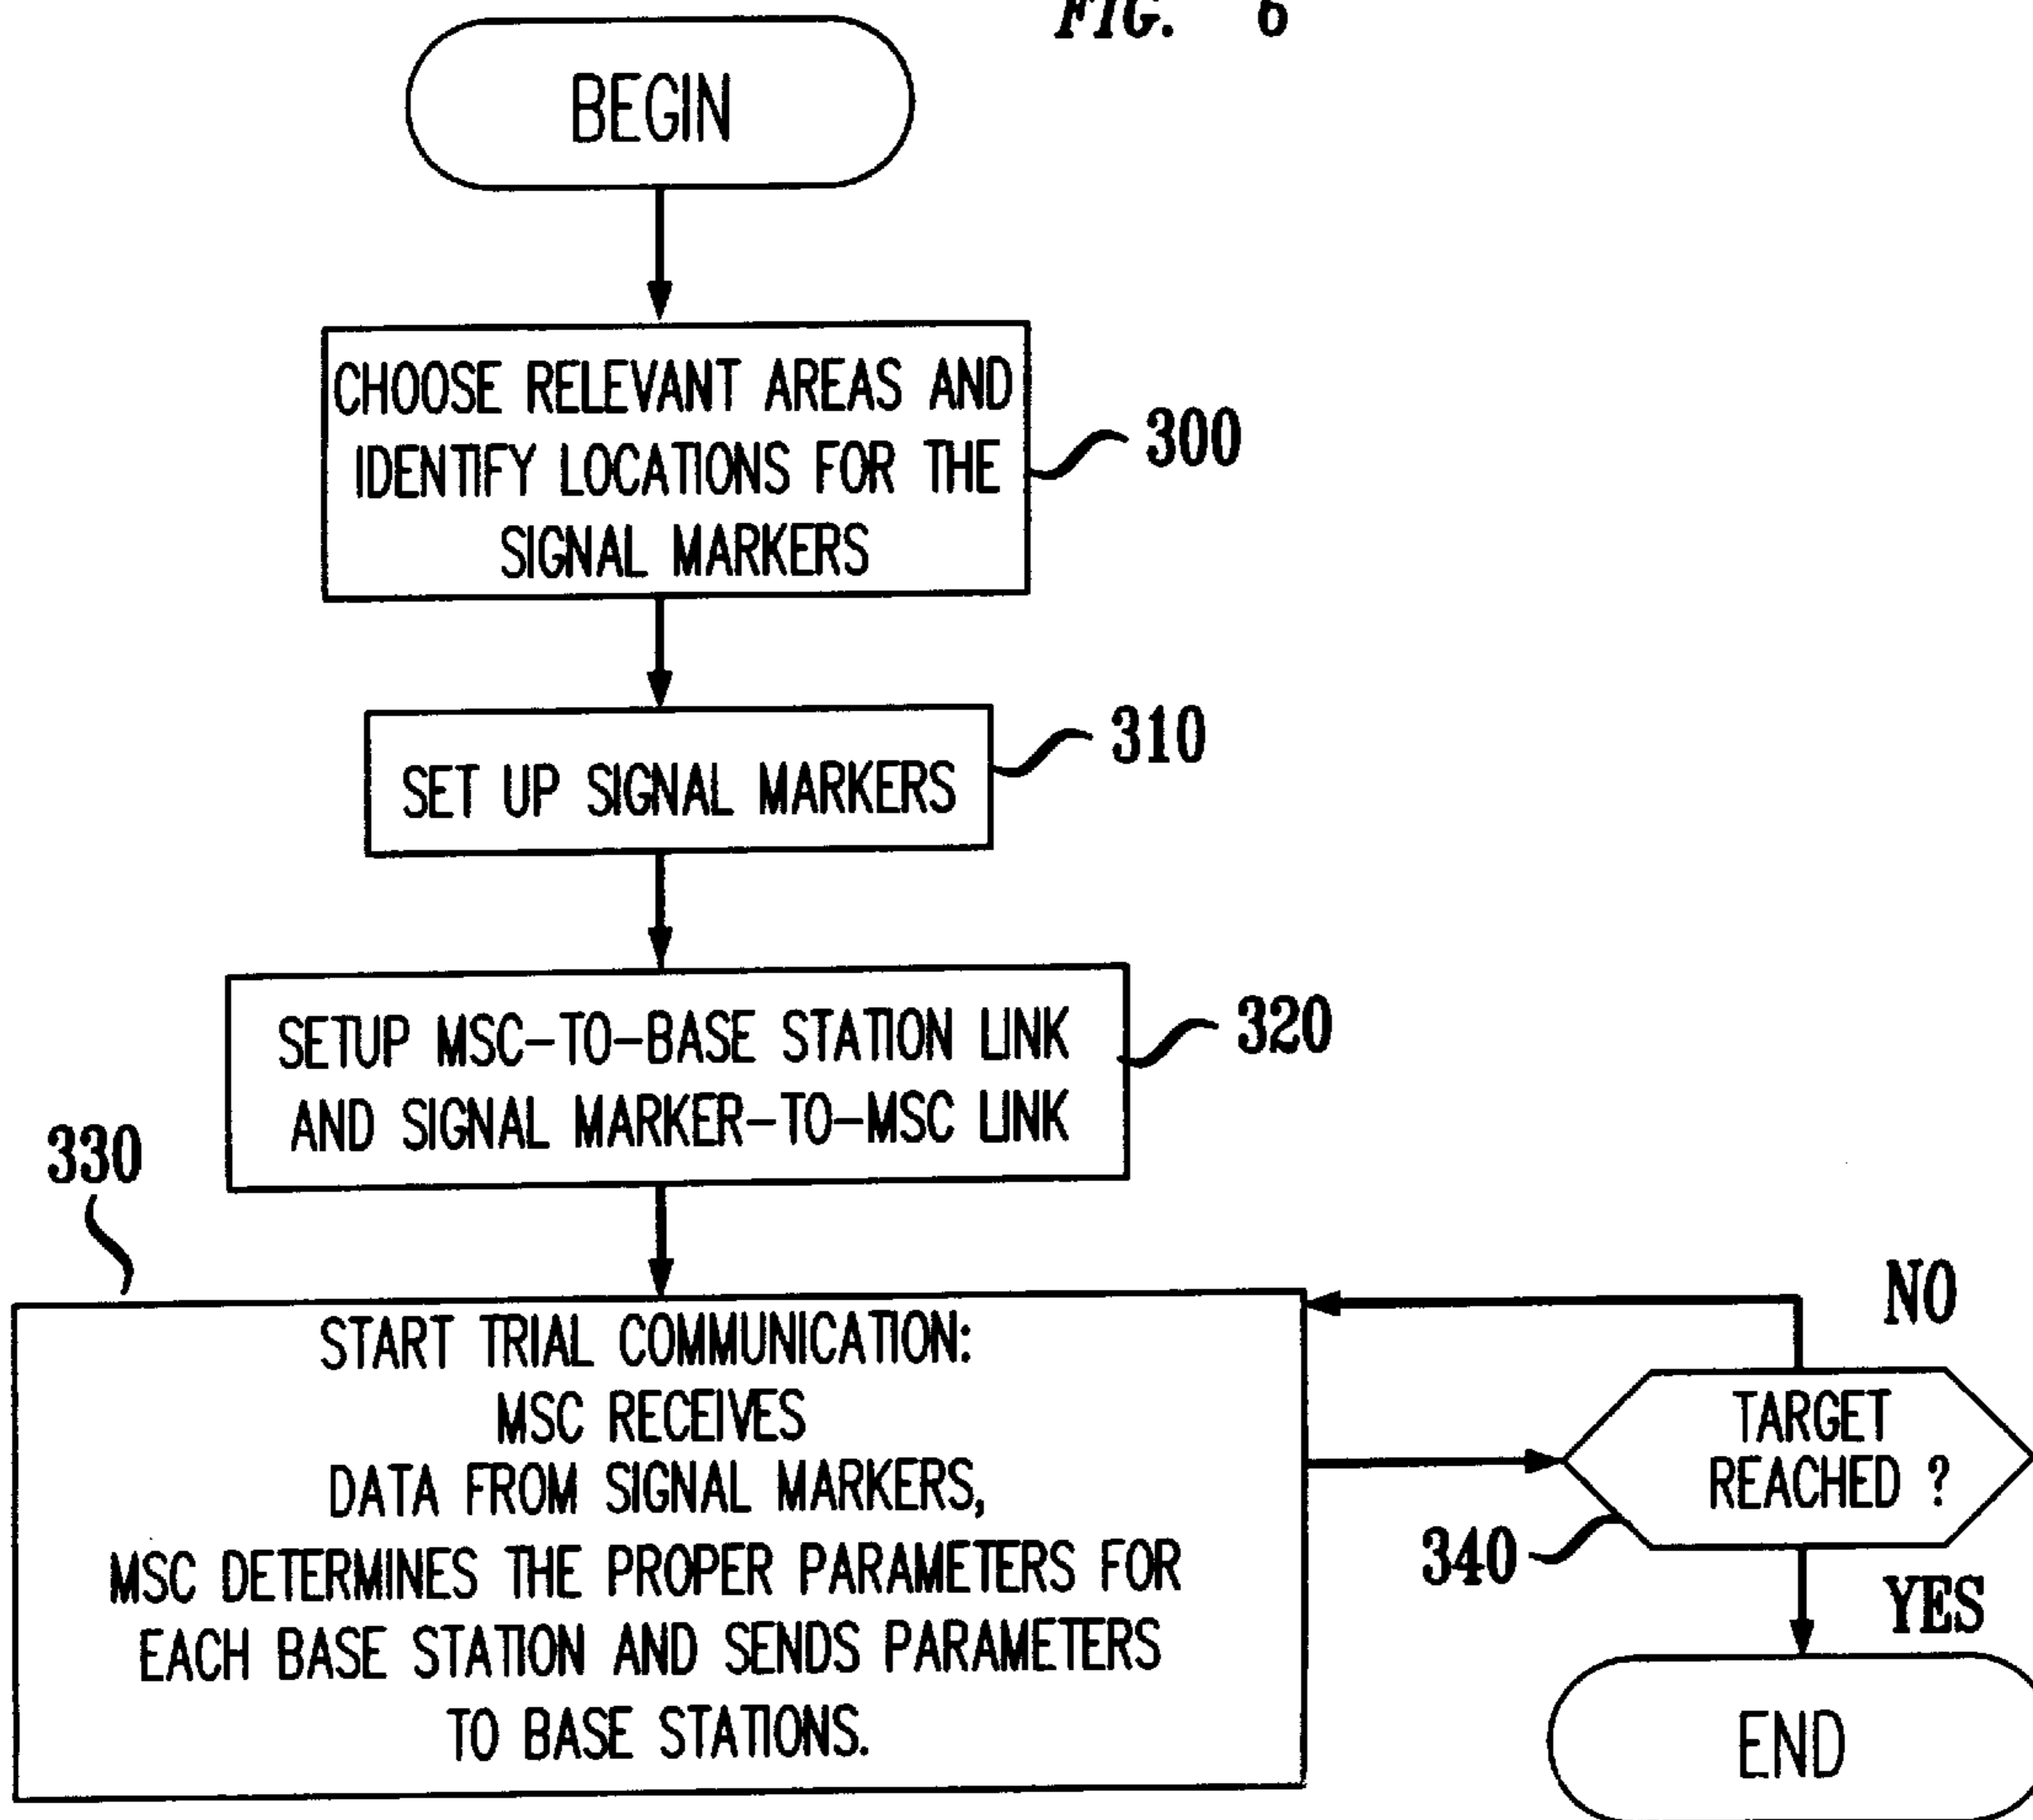 FIG. 6
BEGIN
CHOOSE RELEVANT AREAS AND
IDENTIFY LOCATIONS FOR THE
SIGNAL MARKERS
300
SET UP SIGNAL MARKERS
310
SETUP MSC-TO-BASE STATION LINK
AND SIGNAL MARKER-TO-MSC LINK
320
330
START TRIAL COMMUNICATION:
MSC RECEIVES
DATA FROM SIGNAL MARKERS,
MSC DETERMINES THE PROPER PARAMETERS FOR
EACH BASE STATION AND SENDS PARAMETERS
TO BASE STATIONS.
NO
TARGET
REACHED ?
340
YES
END